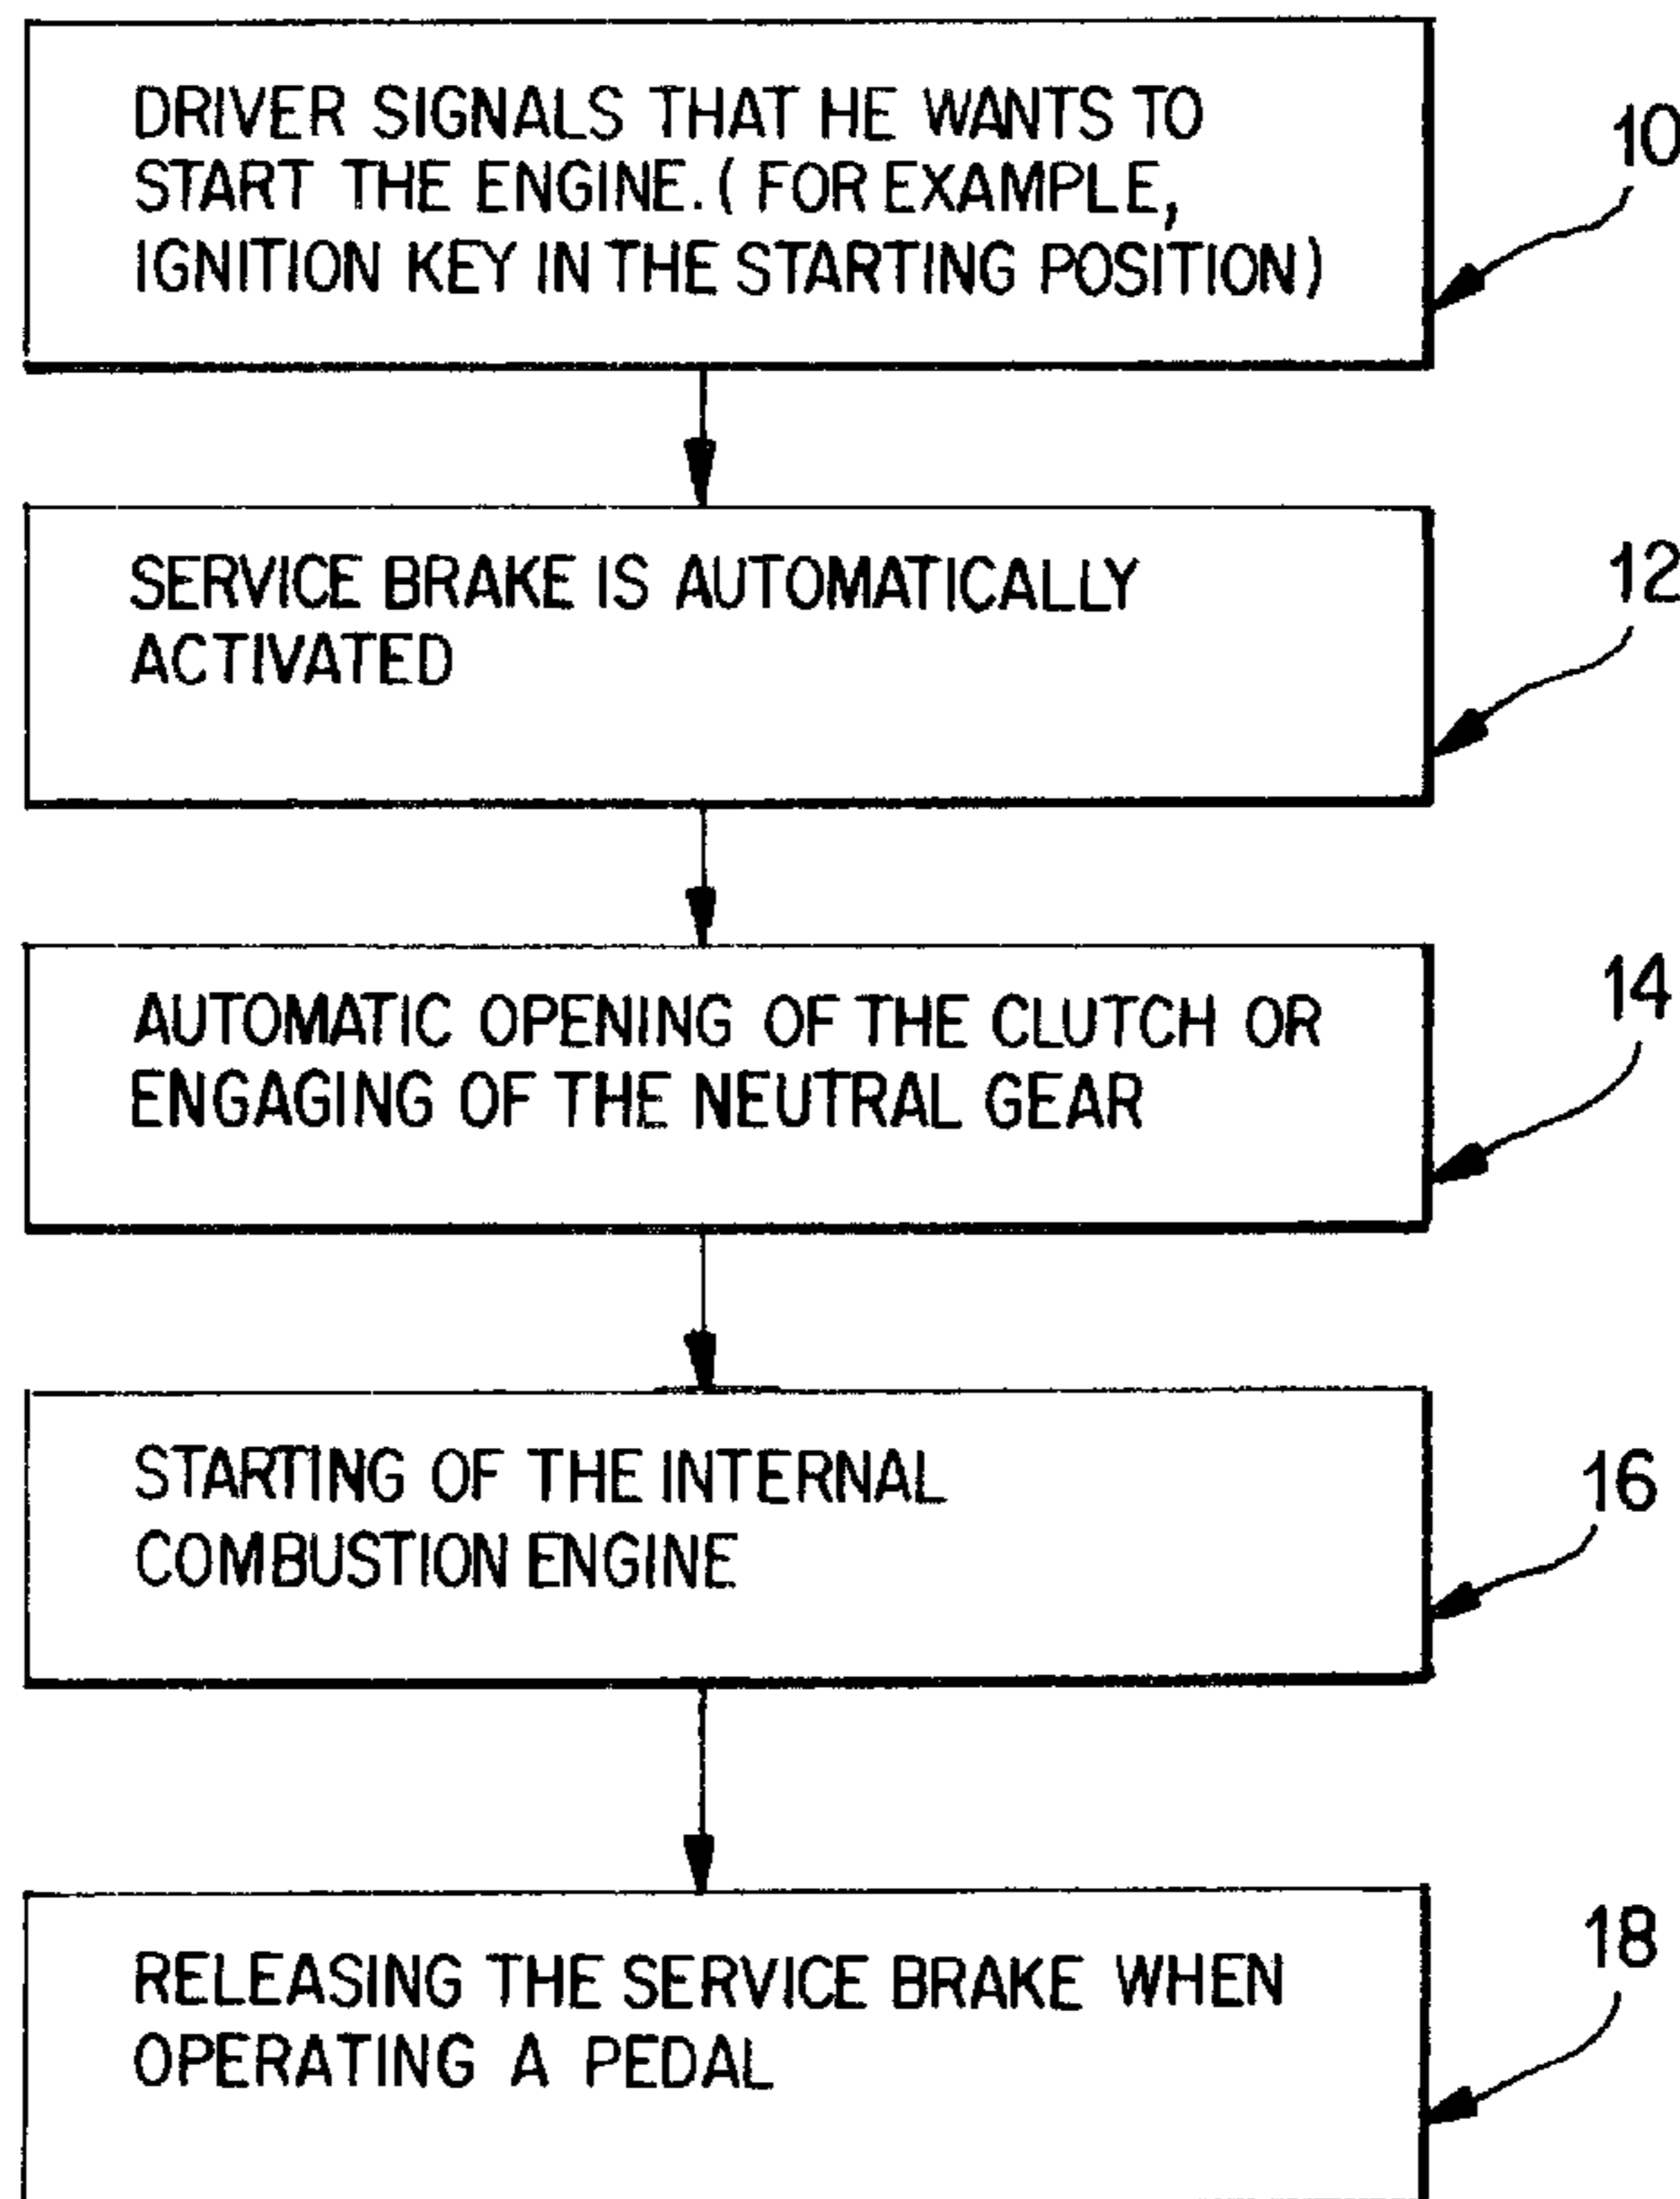 DRIVER SIGNALS THAT HE WANTS TO
START THE ENGINE. (FOR EXAMPLE,
IGNITION KEY IN THE STARTING POSITION)
10
SERVICE BRAKE IS AUTOMATICALLY
ACTIVATED
12
AUTOMATIC OPENING OF THE CLUTCH OR
ENGAGING OF THE NEUTRAL GEAR
14
STARTING OF THE INTERNAL
COMBUSTION ENGINE
16
RELEASING THE SERVICE BRAKE WHEN
OPERATING A PEDAL
18